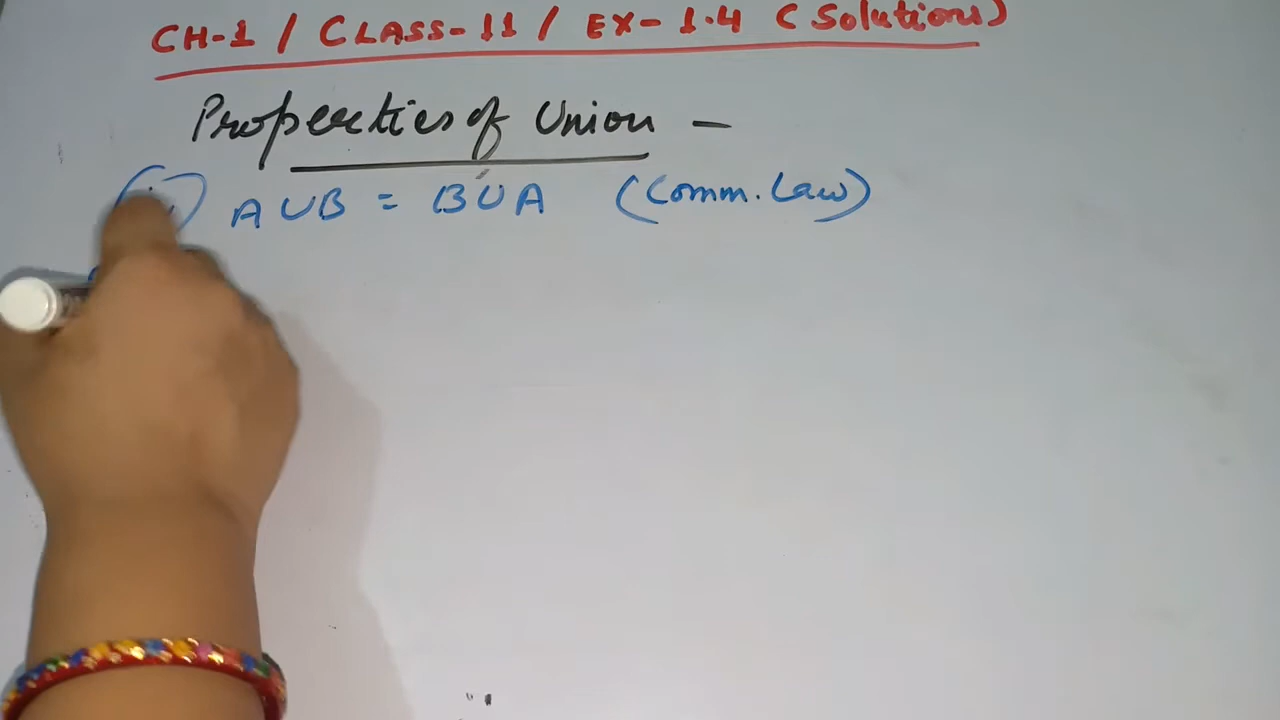 CH-1 / CLASS-11 / EX-1.4 (Solutions)
Properties of Union -
A ∪ B = B ∪ A (Comm. Law)